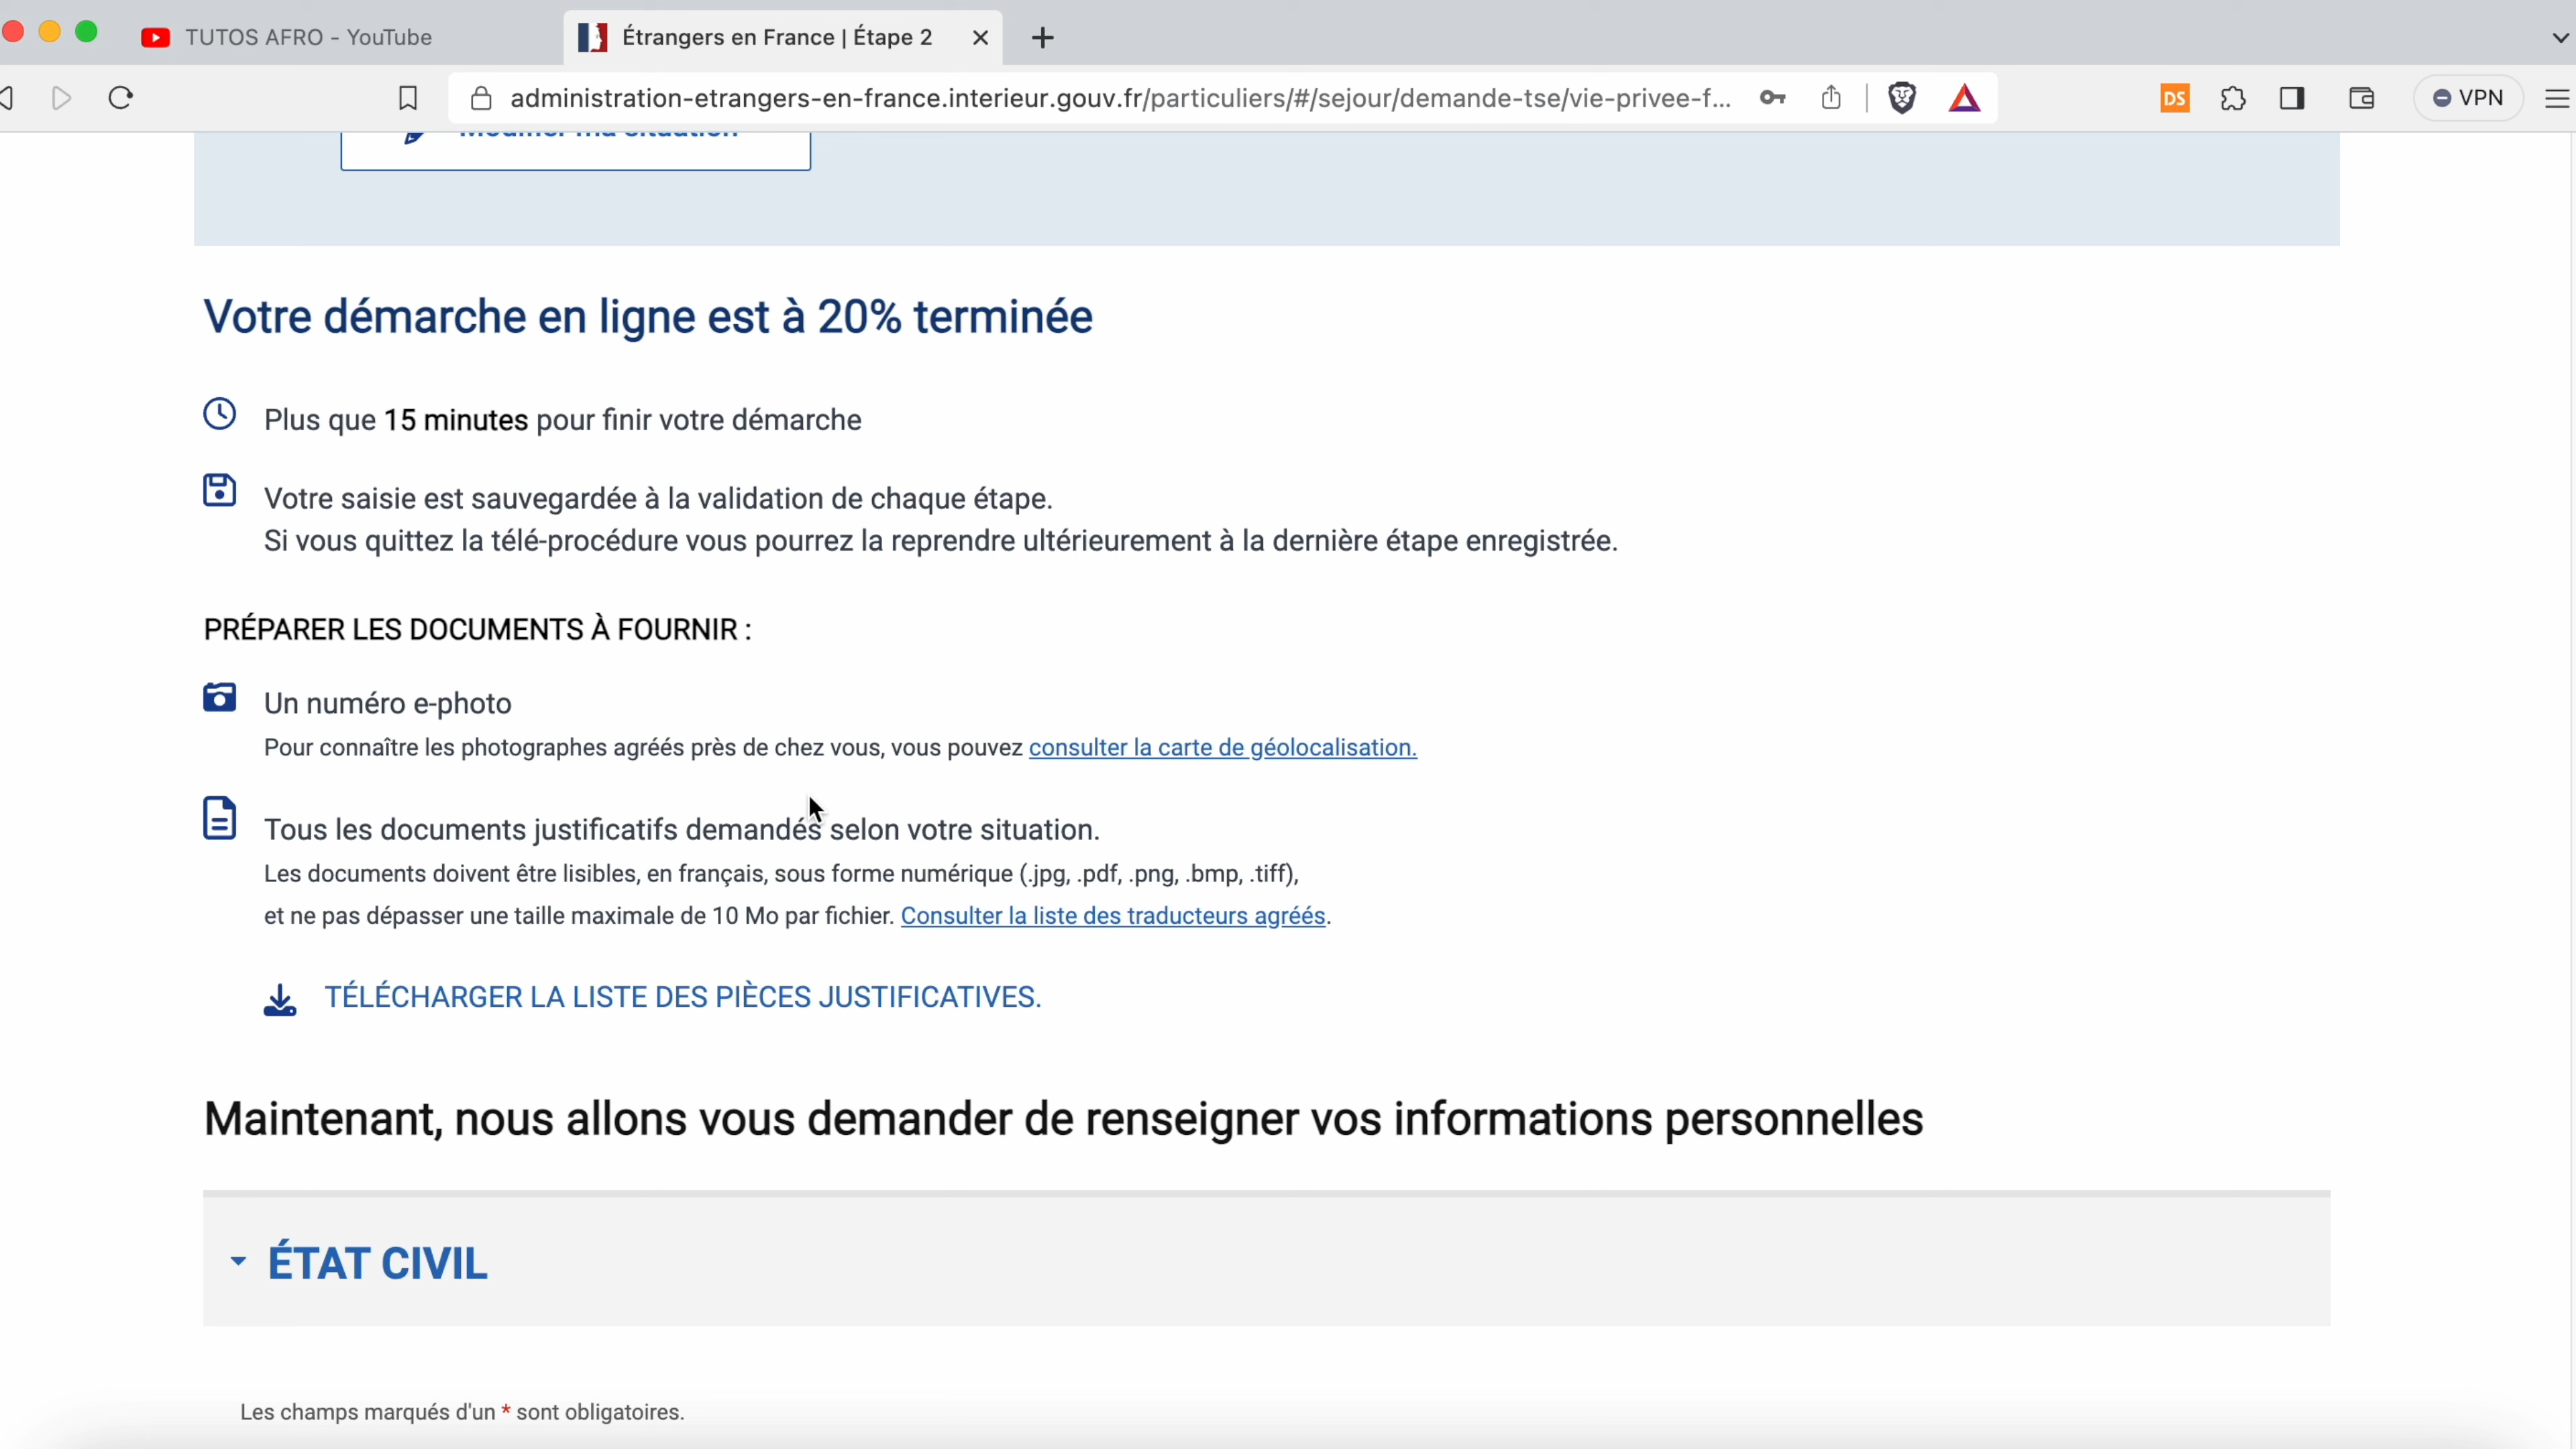 TUTOS AFRO - YouTube
Étrangers en France | Étape 2
administration-etrangers-en-france.interieur.gouv.fr/particuliers/#/sejour/demande-tse/vie-privee-f...
DS
VPN
Modifier ma situation
Votre démarche en ligne est à 20% terminée
Plus que 15 minutes pour finir votre démarche
Votre saisie est sauvegardée à la validation de chaque étape.
Si vous quittez la télé-procédure vous pourrez la reprendre ultérieurement à la dernière étape enregistrée.
PRÉPARER LES DOCUMENTS À FOURNIR :
Un numéro e-photo
Pour connaître les photographes agréés près de chez vous, vous pouvez consulter la carte de géolocalisation.
Tous les documents justificatifs demandés selon votre situation.
Les documents doivent être lisibles, en français, sous forme numérique (.jpg, .pdf, .png, .bmp, .tiff),
et ne pas dépasser une taille maximale de 10 Mo par fichier. Consulter la liste des traducteurs agréés.
TÉLÉCHARGER LA LISTE DES PIÈCES JUSTIFICATIVES.
Maintenant, nous allons vous demander de renseigner vos informations personnelles
ÉTAT CIVIL
Les champs marqués d'un * sont obligatoires.